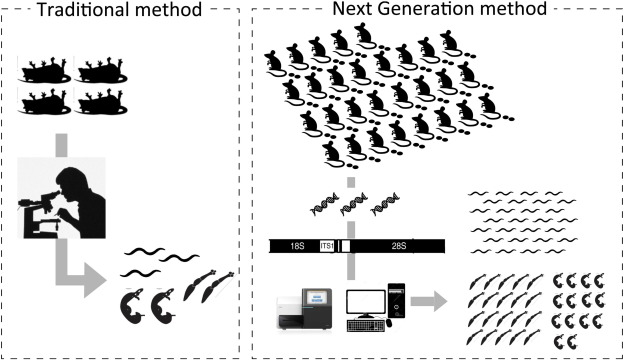 Traditional method
Next Generation method
18S
ITS1
28S